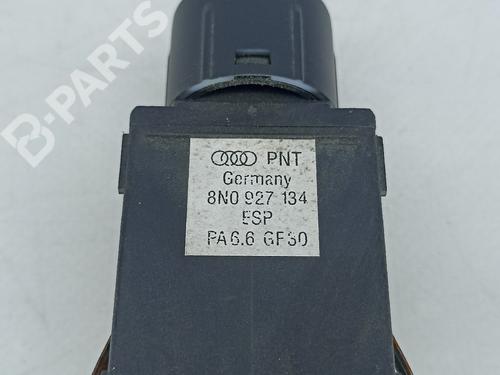 B-PARTS
PNT
Germany
8N0 927 134
ESP
PA6.6 GF30